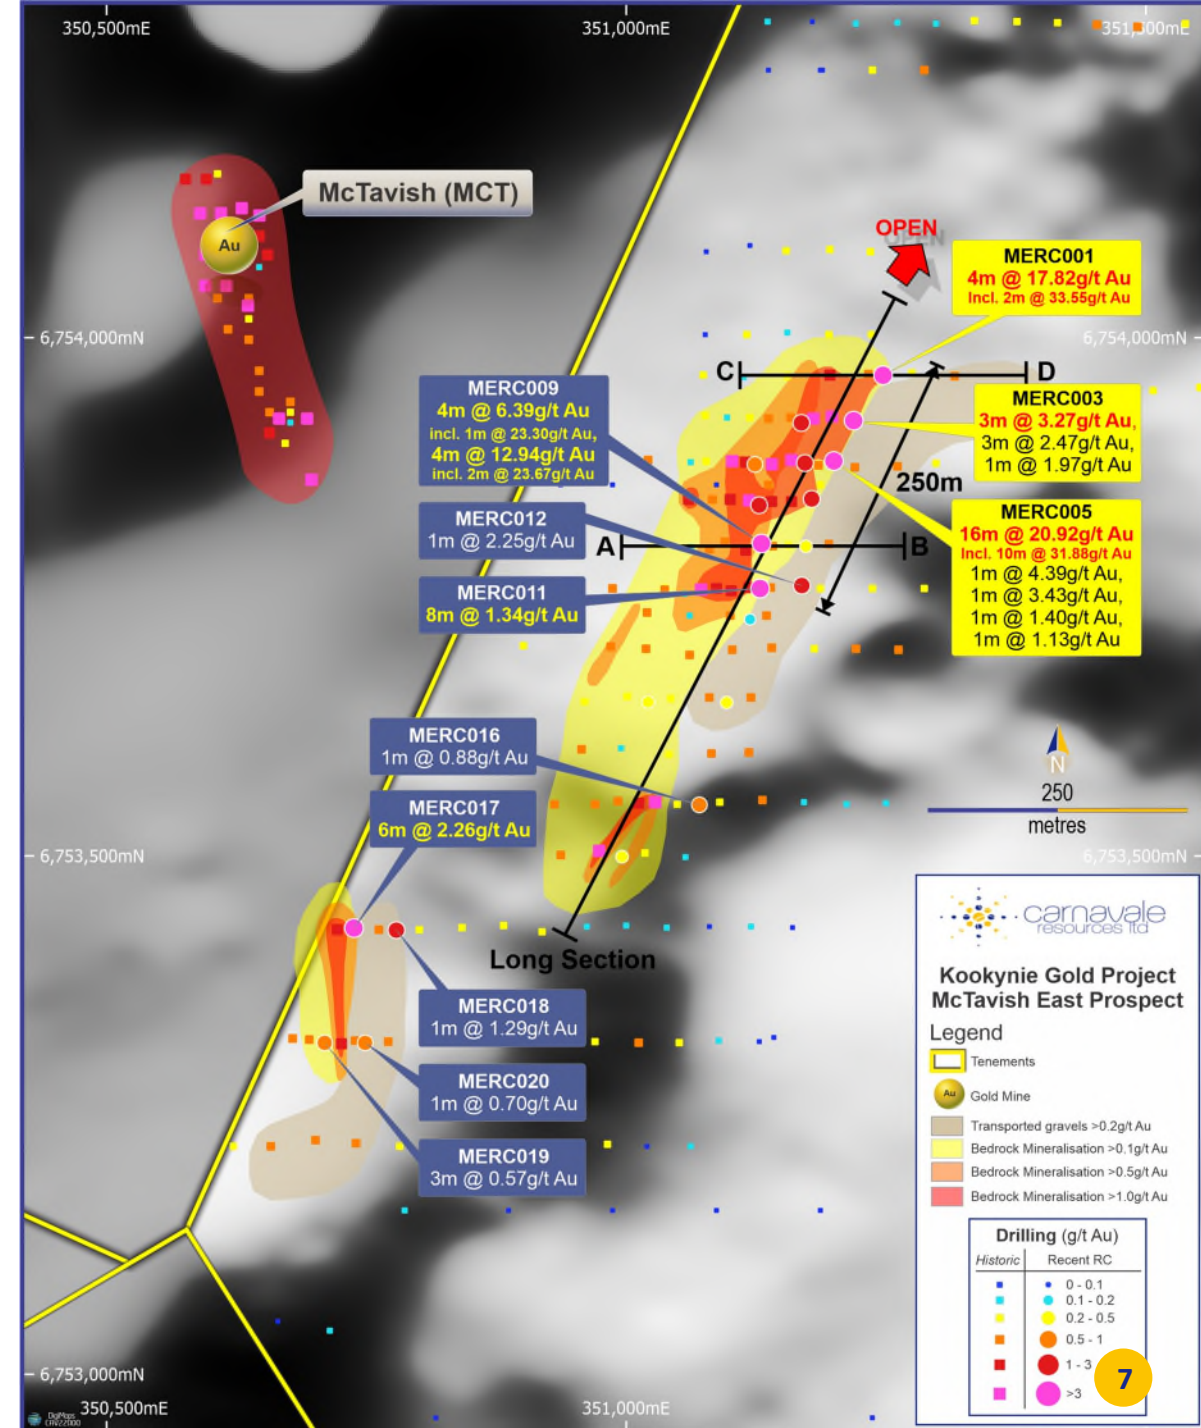 350,500mE
351,000mE
351,500mE
McTavish (MCT)
Au
OPEN
MERC001
4m @ 17.82g/t Au
Incl. 2m @ 33.55g/t Au
6,754,000mN
6,754,000mN
C
D
MERC009
4m @ 6.39g/t Au
incl. 1m @ 23.30g/t Au,
4m @ 12.94g/t Au
incl. 2m @ 23.67g/t Au
MERC003
3m @ 3.27g/t Au,
3m @ 2.47g/t Au,
1m @ 1.97g/t Au
250m
MERC012
1m @ 2.25g/t Au
A
B
MERC005
16m @ 20.92g/t Au
Incl. 10m @ 31.88g/t Au
1m @ 4.39g/t Au,
1m @ 3.43g/t Au,
1m @ 1.40g/t Au,
1m @ 1.13g/t Au
MERC011
8m @ 1.34g/t Au
MERC016
1m @ 0.88g/t Au
N
250
metres
MERC017
6m @ 2.26g/t Au
6,753,500mN
6,753,500mN
Long Section
MERC018
1m @ 1.29g/t Au
MERC020
1m @ 0.70g/t Au
MERC019
3m @ 0.57g/t Au
carnavale
resources ltd
Kookynie Gold Project
McTavish East Prospect
Legend
Tenements
Au Gold Mine
Transported gravels >0.2g/t Au
Bedrock Mineralisation >0.1g/t Au
Bedrock Mineralisation >0.5g/t Au
Bedrock Mineralisation >1.0g/t Au
Drilling (g/t Au)
Historic Recent RC
0 - 0.1
0.1 - 0.2
0.2 - 0.5
0.5 - 1
1 - 3
>3
7
6,753,000mN
350,500mE
351,000mE
DigMaps